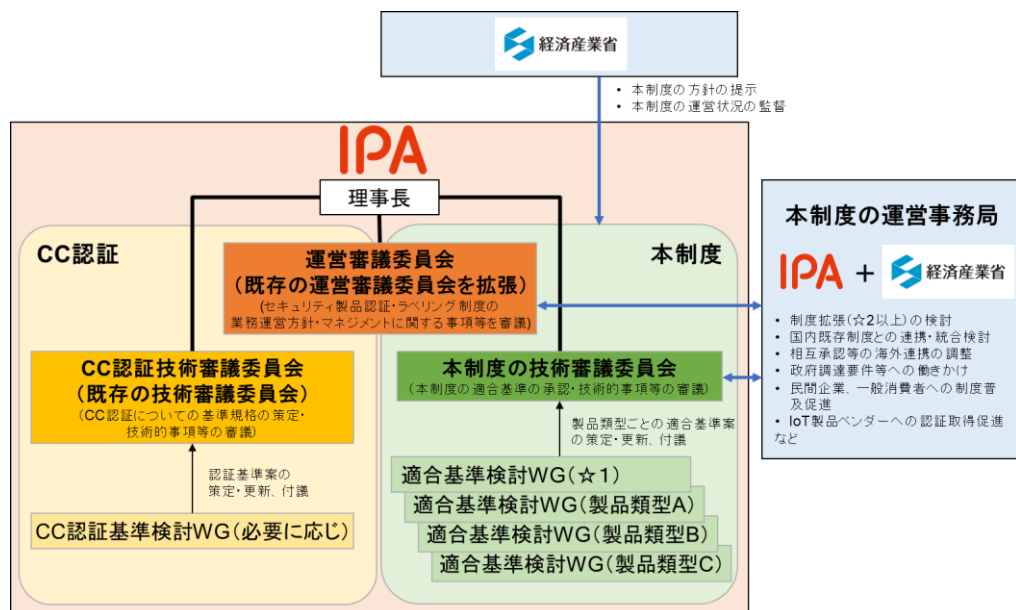 経済産業省
• 本制度の方針の提示
• 本制度の運営状況の監督
IPA
理事長
CC認証
本制度
運営審議委員会
(既存の運営審議委員会を拡張)
(セキュリティ製品認証・ラベリング制度の
業務運営方針・マネジメントに関する事項等を審議)
CC認証技術審議委員会
(既存の技術審議委員会)
(CC認証についての基準規格の策定・
技術的事項等の審議)
認証基準案の
策定・更新、付議
CC認証基準検討WG(必要に応じ)
本制度の技術審議委員会
(本制度の適合基準の承認・技術的事項等の審議)
製品類型ごとの適合基準案
の策定・更新、付議
適合基準検討WG(☆1)
適合基準検討WG(製品類型A)
適合基準検討WG(製品類型B)
適合基準検討WG(製品類型C)
本制度の運営事務局
IPA + 経済産業省
• 制度拡張(☆2以上)の検討
• 国内既存制度との連携・統合検討
• 相互承認等の海外連携の調整
• 政府調達要件等への働きかけ
• 民間企業、一般消費者への制度普
及促進
• IoT製品ベンダーへの認証取得促進
など